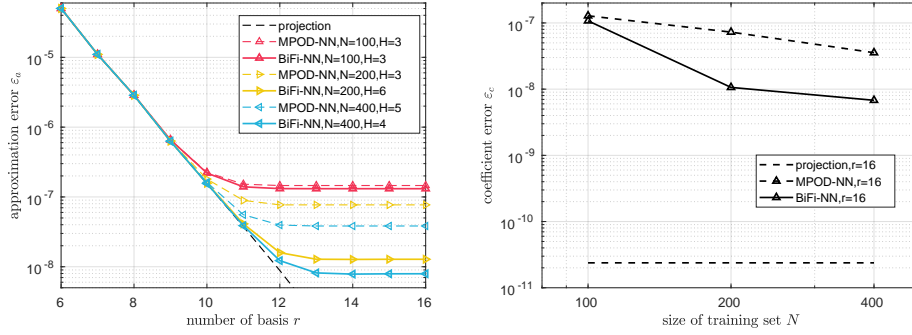 projection
MPOD-NN,N=100,H=3
BiFi-NN,N=100,H=3
MPOD-NN,N=200,H=3
BiFi-NN,N=200,H=6
MPOD-NN,N=400,H=5
BiFi-NN,N=400,H=4
approximation error ε_a
10^-5
10^-6
10^-7
10^-8
6 8 10 12 14 16
number of basis r
coefficient error ε_c
10^-7
10^-8
10^-9
10^-10
10^-11
projection,r=16
MPOD-NN,r=16
BiFi-NN,r=16
100 200 400
size of training set N